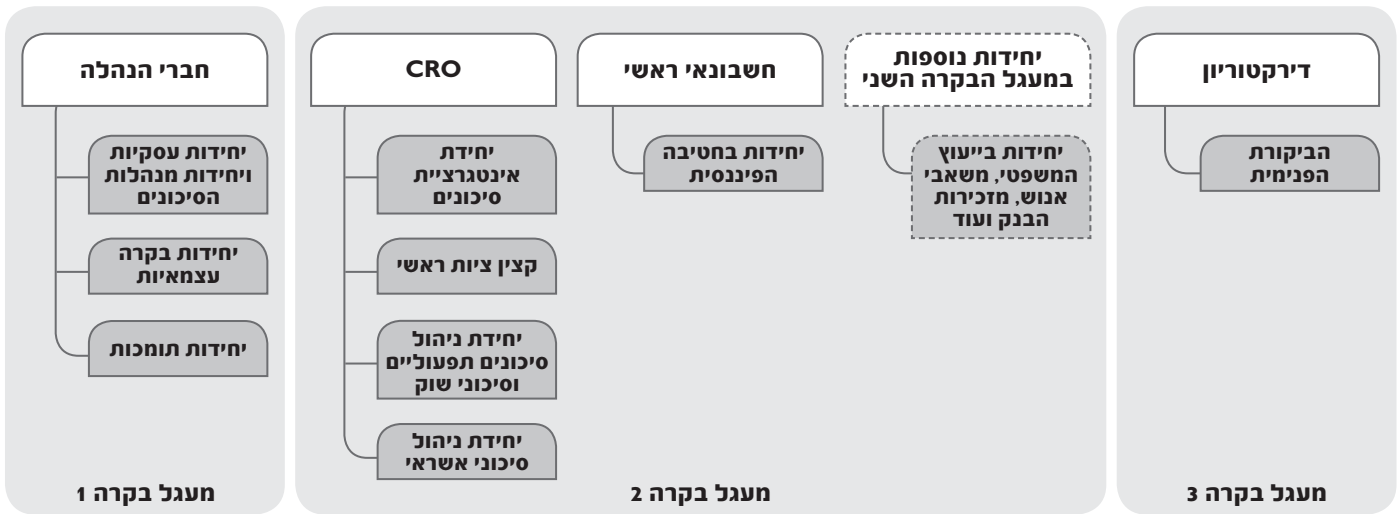 חברי הנהלה
יחידות עסקיות
ויחידות מנהלות
הסיכונים
יחידות בקרה
עצמאיות
יחידות תומכות
מעגל בקרה 1
CRO
יחידת
אינטגרציית
סיכונים
קצין ציות ראשי
יחידת ניהול
סיכונים תפעוליים
וסיכוני שוק
יחידת ניהול
סיכוני אשראי
חשבונאי ראשי
יחידות בחטיבה
הפיננסית
יחידות נוספות
במעגל הבקרה השני
יחידות בייעוץ
המשפטי, משאבי
אנוש, מזכירות
הבנק ועוד
מעגל בקרה 2
דירקטוריון
הביקורת
הפנימית
מעגל בקרה 3